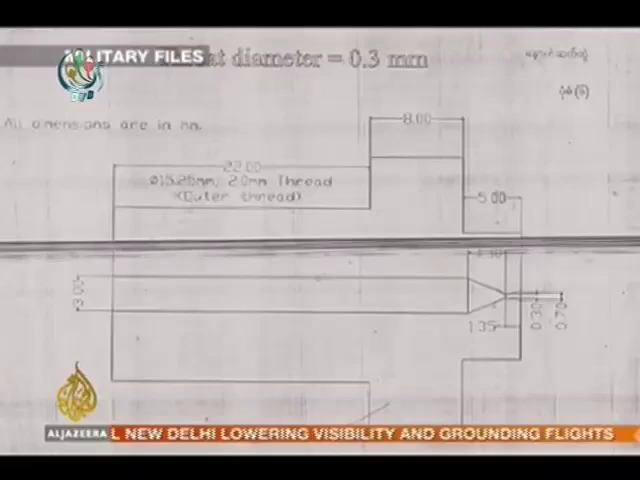 MILITARY FILES
at diameter = 0.3 mm
All dimensions are in mm.
8.00
22.00
Ø15.25mm, 2.0mm Thread
(Outer thread)
5.00
3.00
1.35
0.30
0.70
ALJAZEERA L NEW DELHI LOWERING VISIBILITY AND GROUNDING FLIGHTS